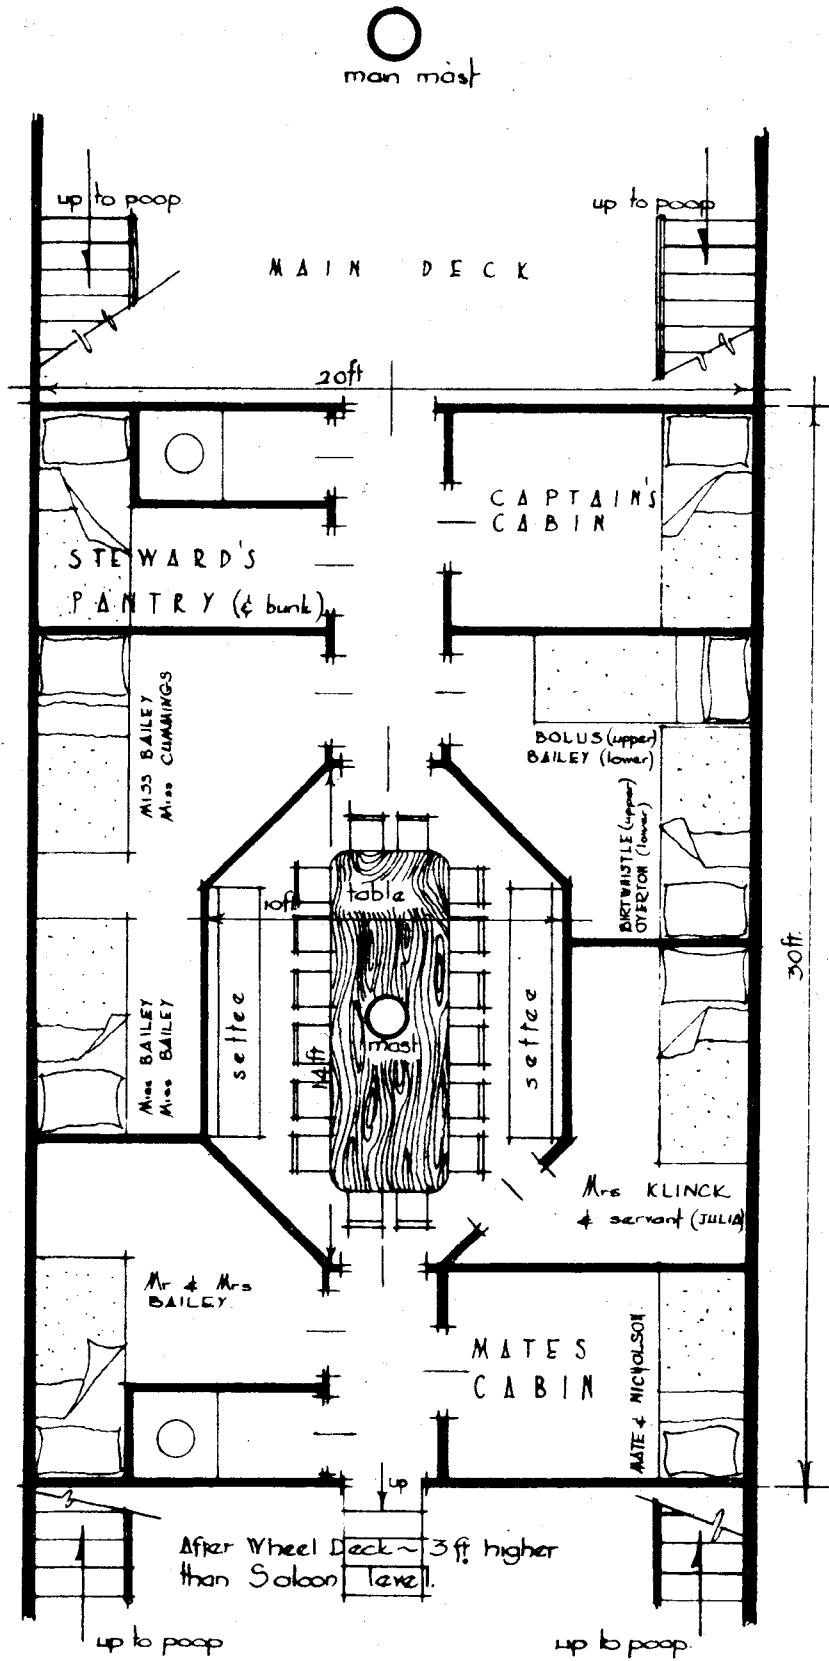 man mast
up to poop
up to poop
MAIN DECK
20ft
CAPTAIN'S
CABIN
STEWARD'S
PANTRY (& bunk)
MISS BAILEY
Miss CUMMINGS
BOLUS (upper)
BAILEY (lower)
BIRTWHISTLE (upper)
OVERTON (lower)
table
10ft
30ft.
settee
mast
14ft
settee
Miss BAILEY
Miss BAILEY
Mrs KLINCK
& servant (JULIA)
Mr & Mrs
BAILEY
MATES
CABIN
MATE & NICHOLSON
up
After Wheel Deck ~ 3ft higher
than Saloon level.
up to poop
up to poop